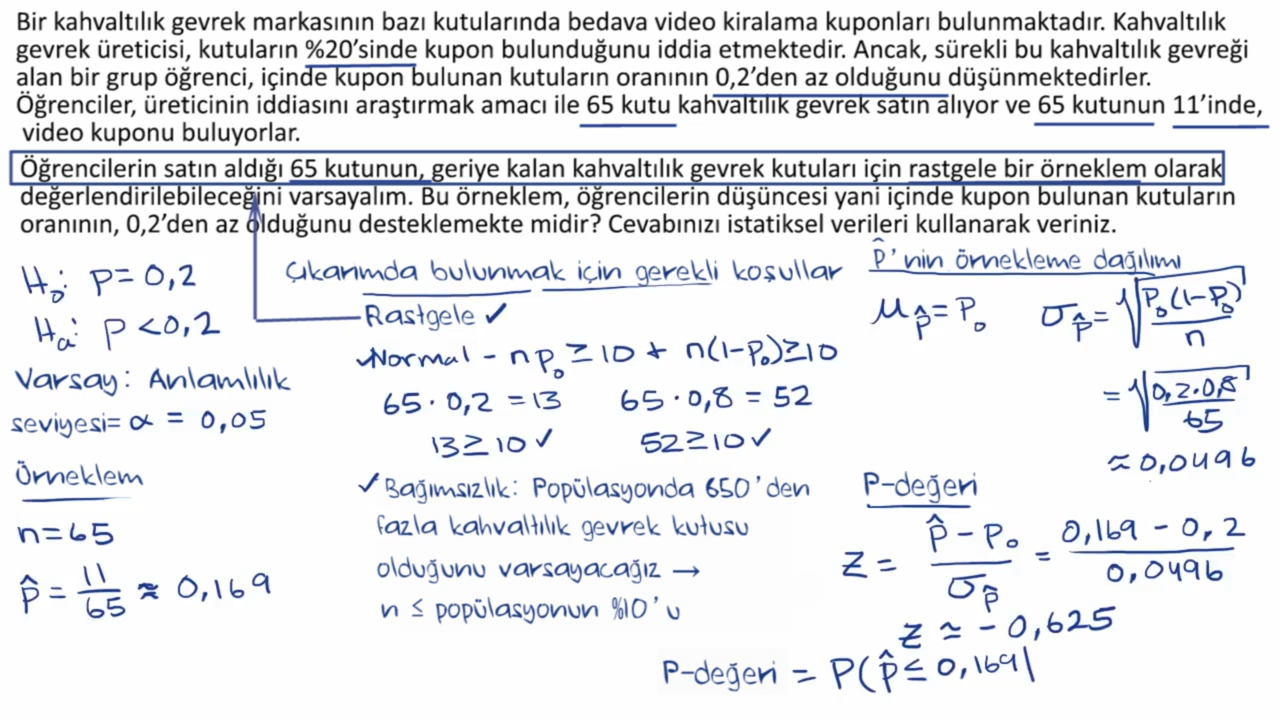 Bir kahvaltılık gevrek markasının bazı kutularında bedava video kiralama kuponları bulunmaktadır. Kahvaltılık
gevrek üreticisi, kutuların %20'sinde kupon bulunduğunu iddia etmektedir. Ancak, sürekli bu kahvaltılık gevreği
alan bir grup öğrenci, içinde kupon bulunan kutuların oranının 0,2'den az olduğunu düşünmektedirler.
Öğrenciler, üreticinin iddiasını araştırmak amacı ile 65 kutu kahvaltılık gevrek satın alıyor ve 65 kutunun 11'inde,
video kuponu buluyorlar.
Öğrencilerin satın aldığı 65 kutunun, geriye kalan kahvaltılık gevrek kutuları için rastgele bir örneklem olarak
değerlendirilebileceğini varsayalım. Bu örneklem, öğrencilerin düşüncesi yani içinde kupon bulunan kutuların
oranının, 0,2'den az olduğunu desteklemekte midir? Cevabınızı istatiksel verileri kullanarak veriniz.
H₀: p=0,2
Hₐ: p<0,2
Varsay: Anlamlılık
seviyesi= α = 0,05
Örneklem
n=65
p̂ = 11/65 ≈ 0,169
Çıkarımda bulunmak için gerekli koşullar
Rastgele ✓
✓Normal - np₀ ≥ 10 + n(1-p₀)≥10
65·0,2 =13 65·0,8 = 52
13≥10 ✓ 52≥10 ✓
✓Bağımsızlık: Popülasyonda 650'den
fazla kahvaltılık gevrek kutusu
olduğunu varsayacağız →
n ≤ popülasyonun %10'u
p̂'nin örnekleme dağılımı
μp̂ = P₀ σp̂ = √(P₀(1-P₀)/n)
= √(0,2·0,8/65)
≈ 0,0496
P-değeri
Z = (p̂ - P₀)/σp̂ = (0,169 - 0,2)/0,0496
Z ≈ - 0,625
P-değeri = P(p̂ ≤ 0,169|